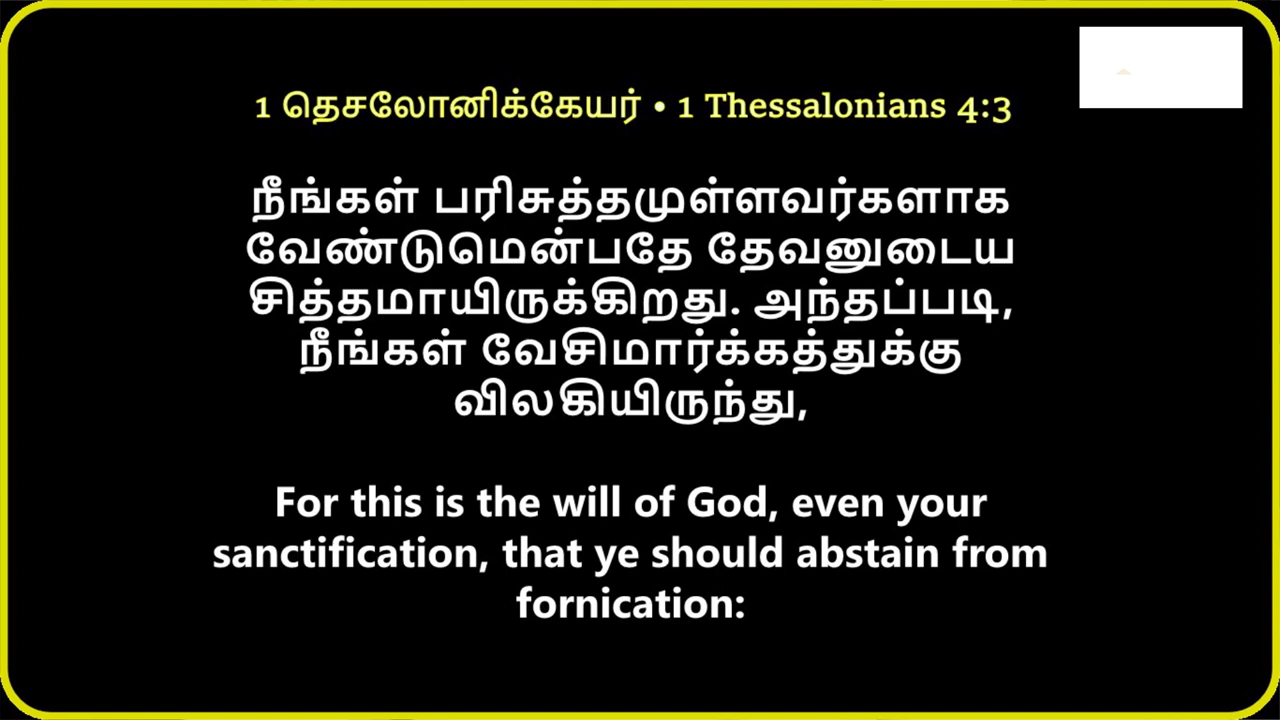 1 தெசலோனிக்கேயர் • 1 Thessalonians 4:3
நீங்கள் பரிசுத்தமுள்ளவர்களாக
வேண்டுமென்பதே தேவனுடைய
சித்தமாயிருக்கிறது. அந்தப்படி,
நீங்கள் வேசிமார்க்கத்துக்கு
விலகியிருந்து,
For this is the will of God, even your
sanctification, that ye should abstain from
fornication: